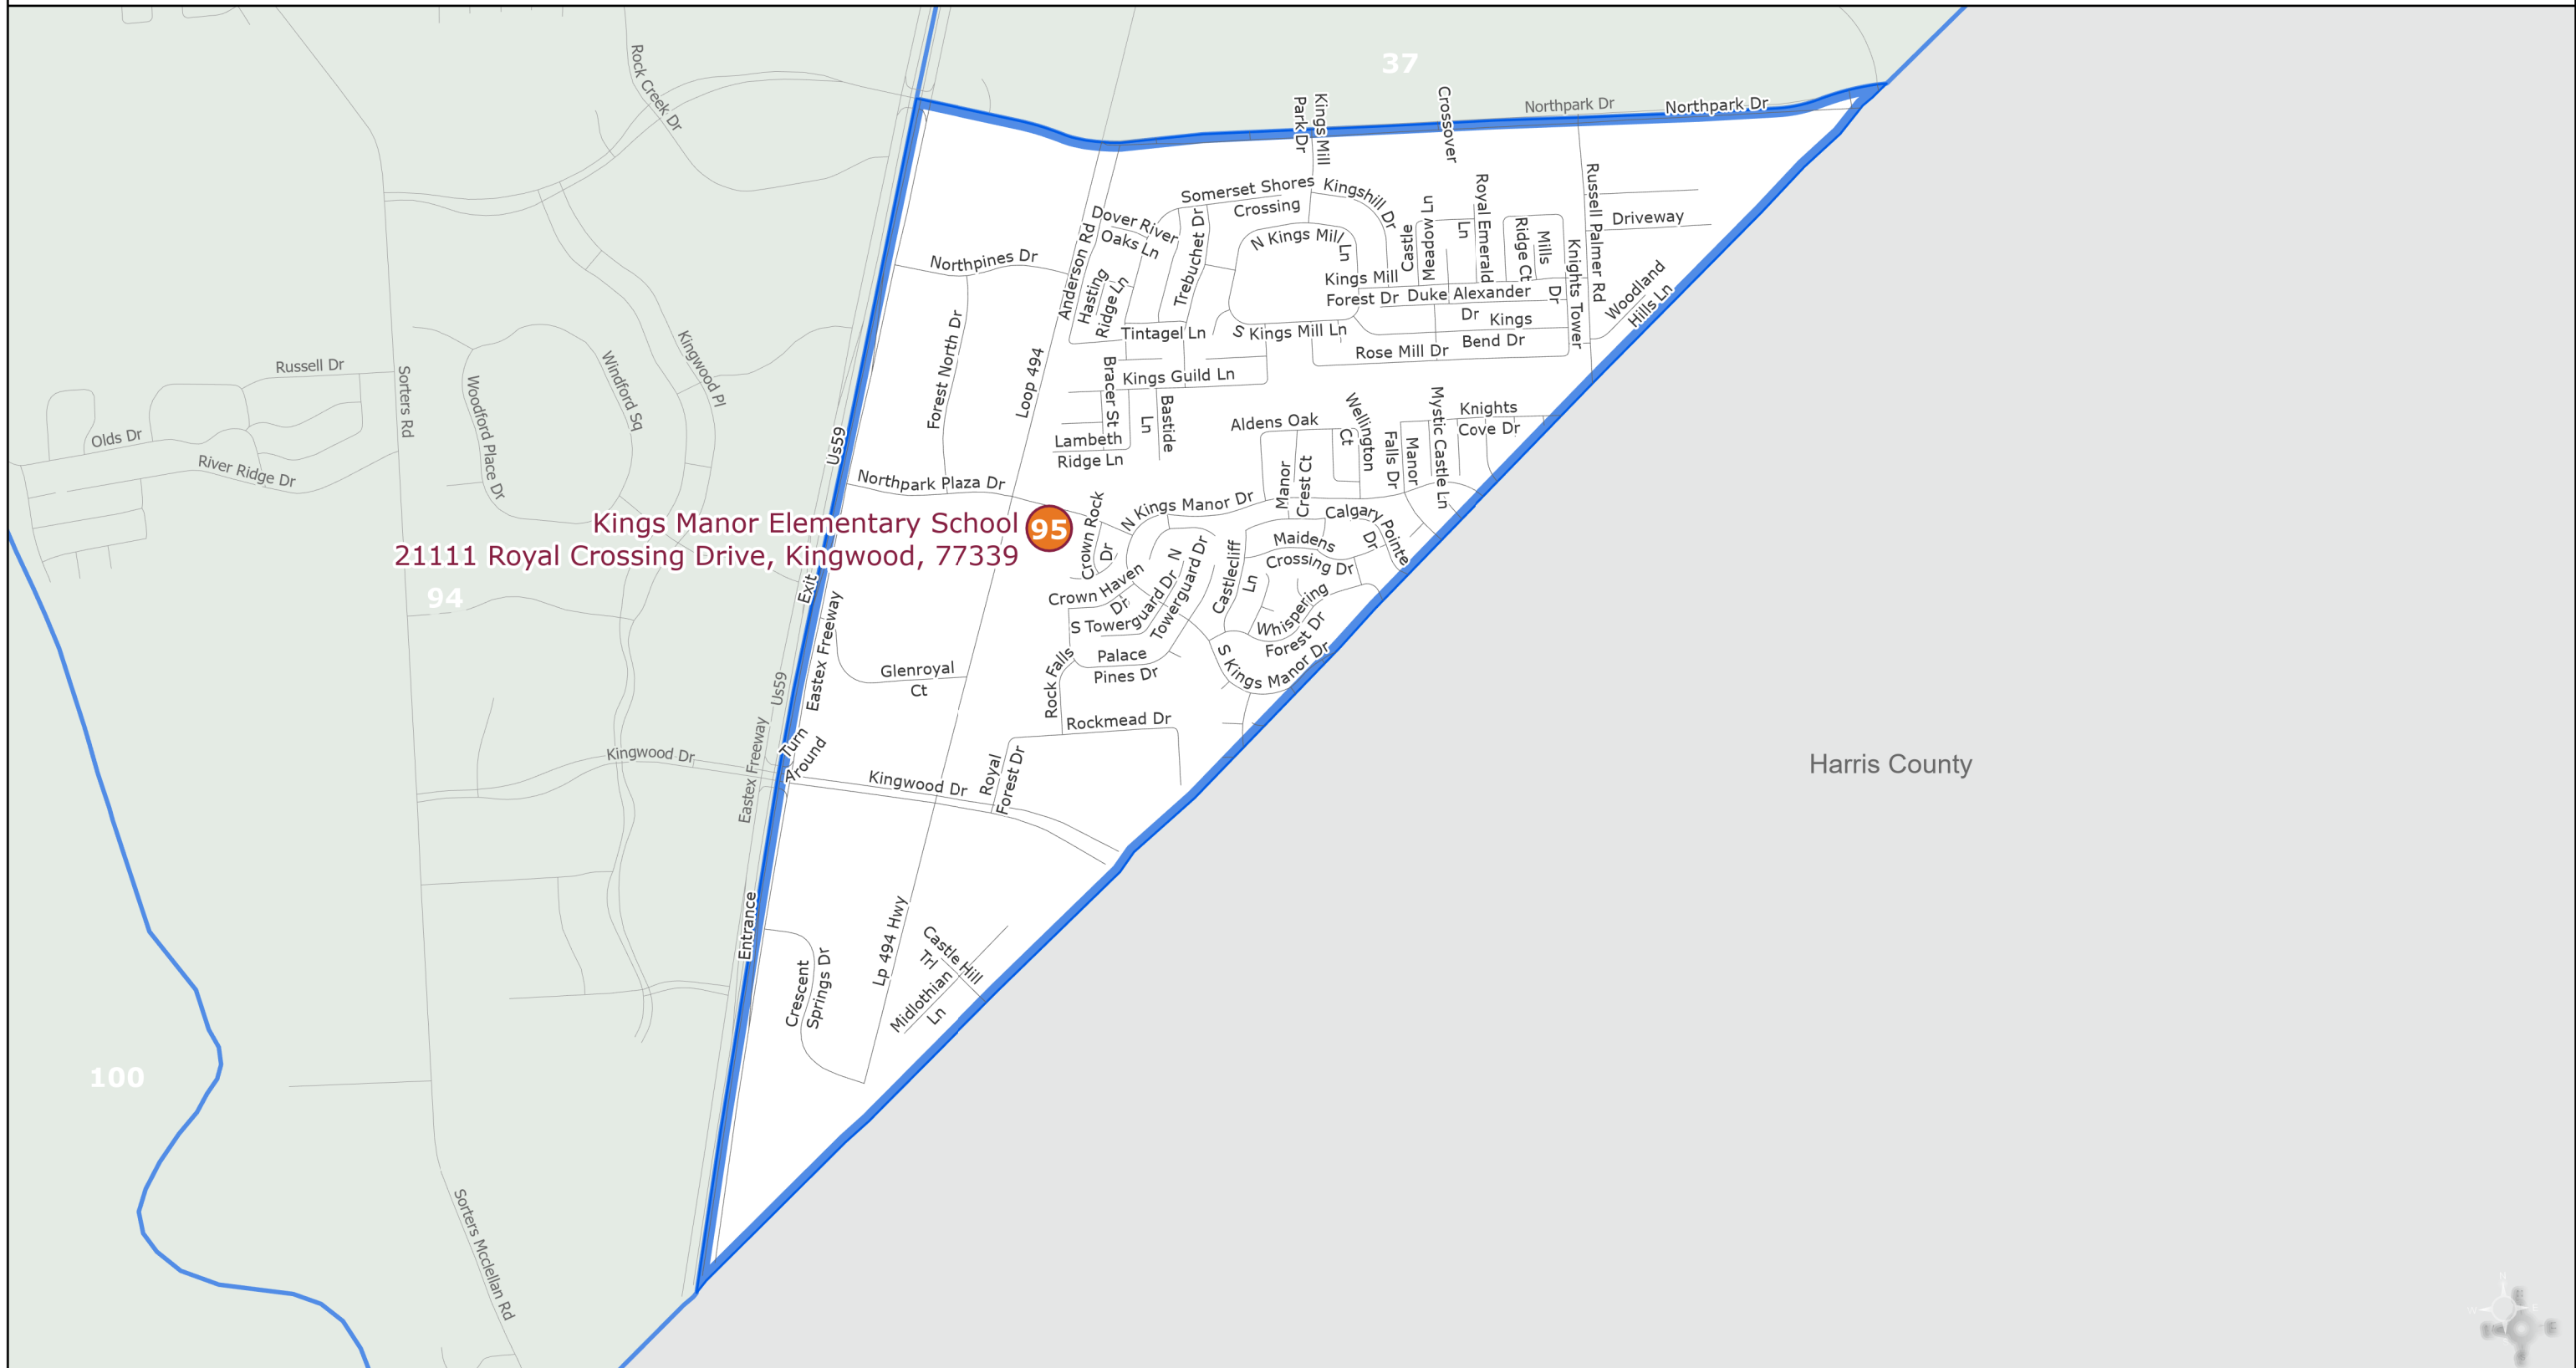 37
Rock Creek Dr
Northpark Dr
Northpark Dr
Kings Mill
Park Dr
Crossover
Somerset Shores
Crossing
Kingshill Dr
Dover River
Oaks Ln
Trebuchet Dr
N Kings Mill
Ln
Castle
Meadow Ln
Royal Emerald
Ln
Mills
Ridge Ct
Knights Tower
Dr
Russell Palmer Rd
Driveway
Woodland
Hills Ln
Northpines Dr
Anderson Rd
Hasting
Ridge Ln
Kings Mill
Forest Dr
Duke Alexander
Dr
Kings
Bend Dr
Tintagel Ln
S Kings Mill Ln
Rose Mill Dr
Forest North Dr
Loop 494
Bracer St
Kings Guild Ln
Bastide
Ln
Lambeth
Ridge Ln
Aldens Oak
Ct
Wellington
Manor
Falls Dr
Mystic Castle Ln
Knights
Cove Dr
Manor
Crest Ct
Russell Dr
Olds Dr
River Ridge Dr
Sorters Rd
Woodford Place Dr
Windford Sq
Kingwood Pl
Us59
Northpark Plaza Dr
Kings Manor Elementary School
21111 Royal Crossing Drive, Kingwood, 77339
95
94
Exit
Crown Rock
Dr
N Kings Manor Dr
Calgary Pointe
Dr
Maidens
Crossing Dr
Crown Haven
Dr
N
Towerguard Dr
S Towerguard Dr
Castlecliff
Ln
Whispering
Forest Dr
S Kings Manor Dr
Palace
Pines Dr
Rock Falls
Rockmead Dr
Glenroyal
Ct
Eastex Freeway
Us59
Eastex Freeway
Turn
Around
Kingwood Dr
Kingwood Dr
Royal
Forest Dr
Harris County
Entrance
Crescent
Springs Dr
Lp 494 Hwy
Castle Hill
Trl
Midlothian
Ln
100
Sorters Mcclellan Rd